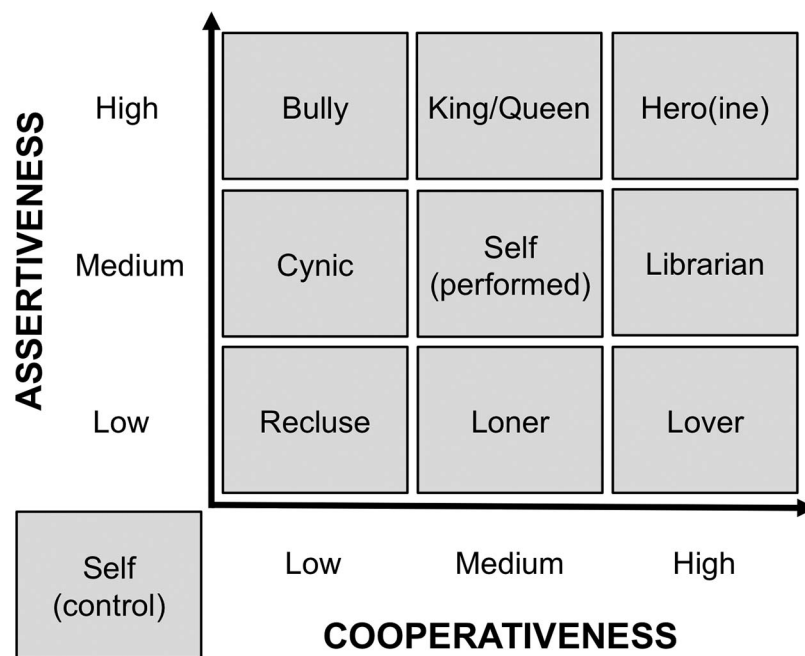 ASSERTIVENESS
High
Bully
King/Queen
Hero(ine)
Medium
Cynic
Self
(performed)
Librarian
Low
Recluse
Loner
Lover
Self
(control)
Low
Medium
High
COOPERATIVENESS